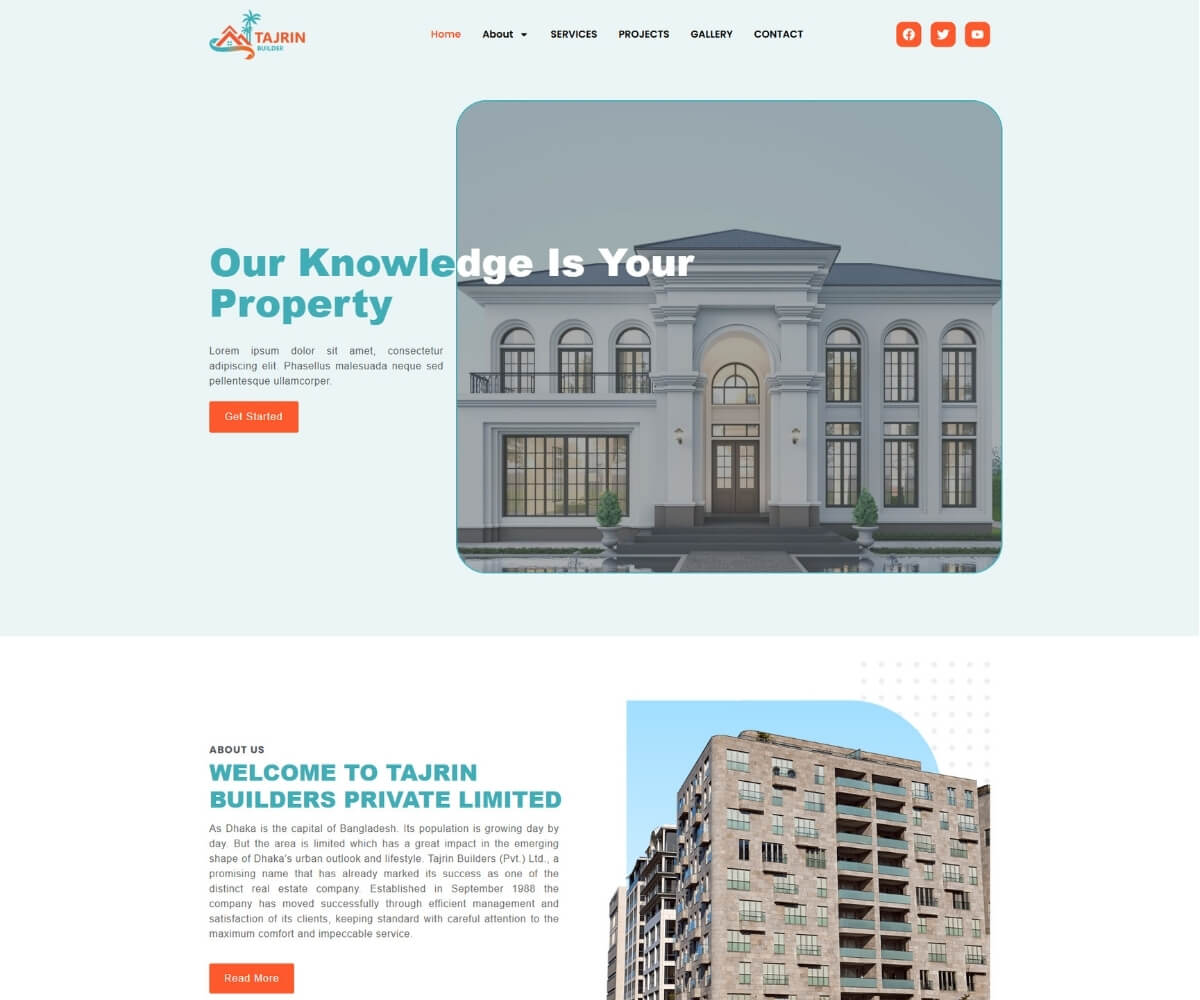 TAJRIN
BUILDER
Home About SERVICES PROJECTS GALLERY CONTACT
Our Knowledge Is Your
Property
Lorem ipsum dolor sit amet, consectetur
adipiscing elit. Phasellus malesuada neque sed
pellentesque ullamcorper.
Get Started
ABOUT US
WELCOME TO TAJRIN
BUILDERS PRIVATE LIMITED
As Dhaka is the capital of Bangladesh. Its population is growing day by
day. But the area is limited which has a great impact in the emerging
shape of Dhaka's urban outlook and lifestyle. Tajrin Builders (Pvt.) Ltd., a
promising name that has already marked its success as one of the
distinct real estate company. Established in September 1988 the
company has moved successfully through efficient management and
satisfaction of its clients, keeping standard with careful attention to the
maximum comfort and impeccable service.
Read More